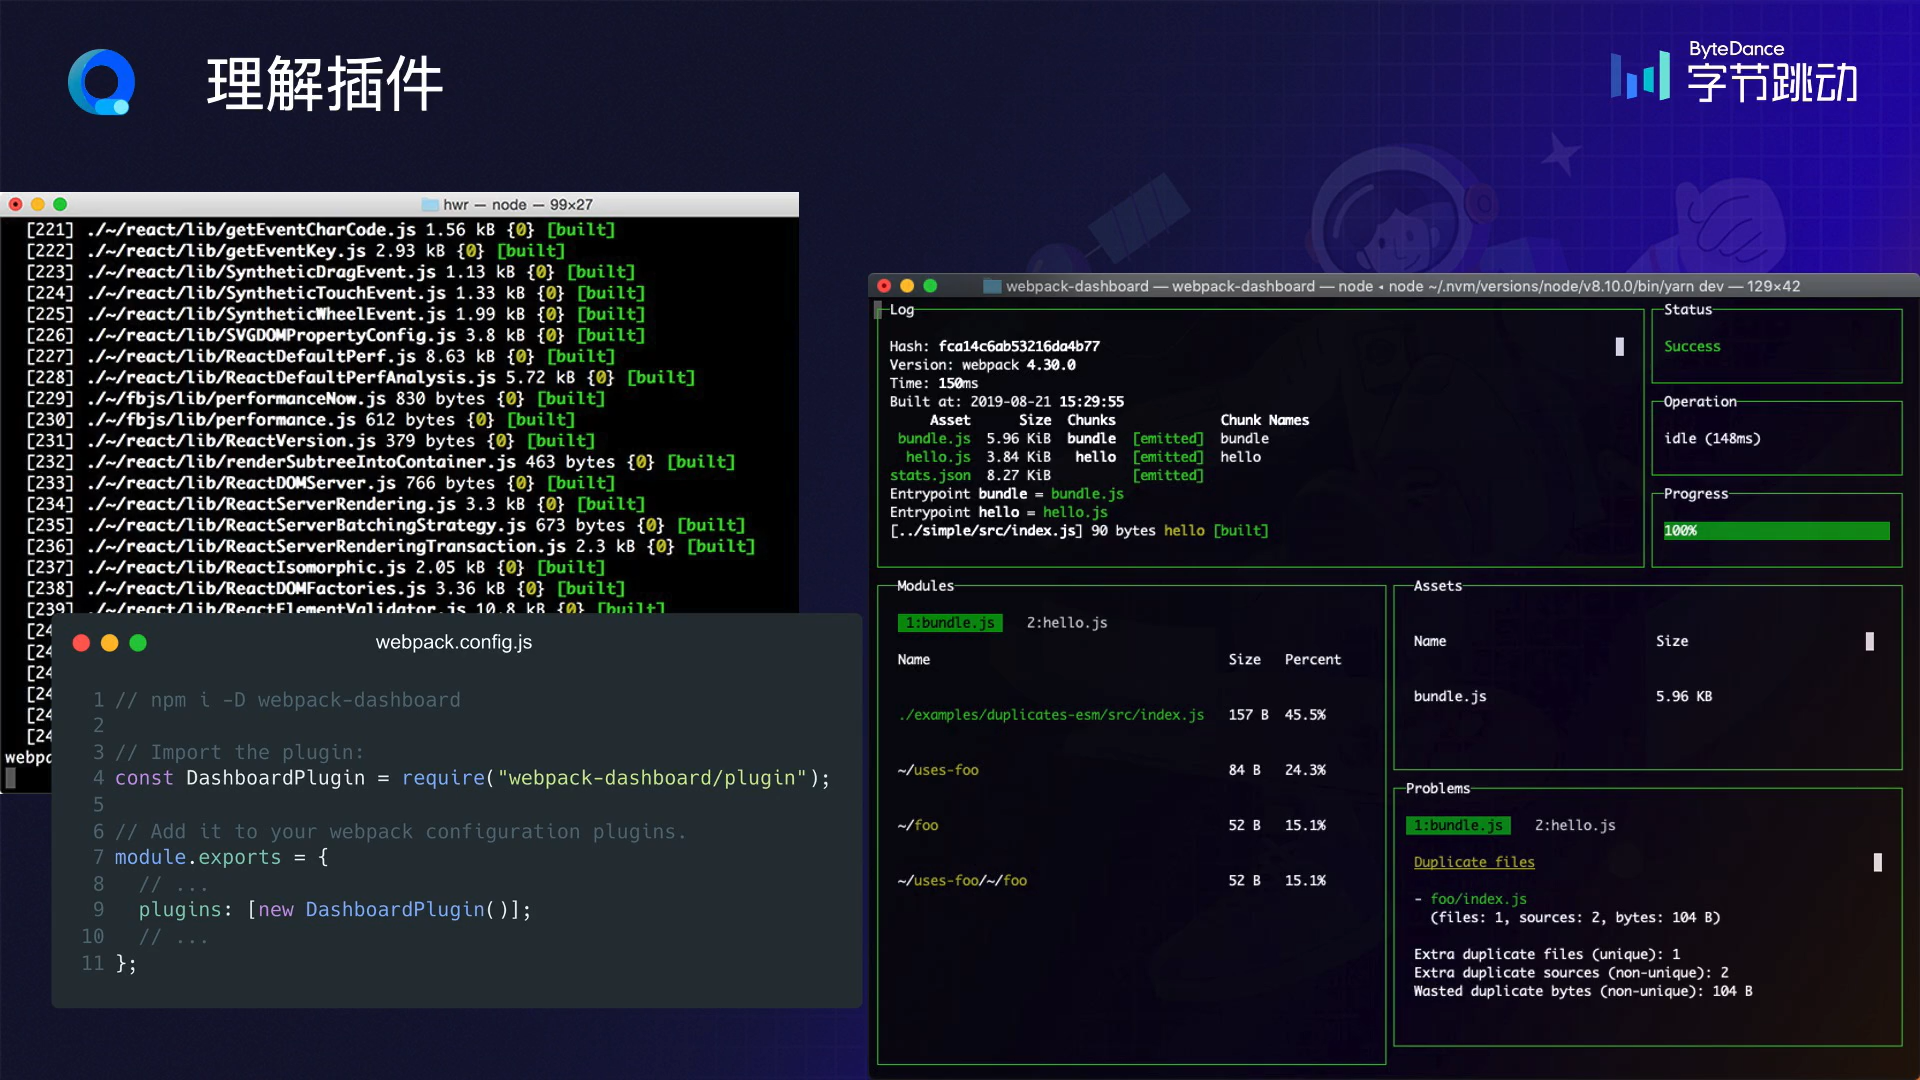 理解插件
ByteDance
字节跳动
hwr — node — 99×27
[221] ./~/react/lib/getEventCharCode.js 1.56 kB {0} [built]
[222] ./~/react/lib/getEventKey.js 2.93 kB {0} [built]
[223] ./~/react/lib/SyntheticDragEvent.js 1.13 kB {0} [built]
[224] ./~/react/lib/SyntheticTouchEvent.js 1.33 kB {0} [built]
[225] ./~/react/lib/SyntheticWheelEvent.js 1.99 kB {0} [built]
[226] ./~/react/lib/SVGDOMPropertyConfig.js 3.8 kB {0} [built]
[227] ./~/react/lib/ReactDefaultPerf.js 8.63 kB {0} [built]
[228] ./~/react/lib/ReactDefaultPerfAnalysis.js 5.72 kB {0} [built]
[229] ./~/fbjs/lib/performanceNow.js 830 bytes {0} [built]
[230] ./~/fbjs/lib/performance.js 612 bytes {0} [built]
[231] ./~/react/lib/ReactVersion.js 379 bytes {0} [built]
[232] ./~/react/lib/renderSubtreeIntoContainer.js 463 bytes {0} [built]
[233] ./~/react/lib/ReactDOMServer.js 766 bytes {0} [built]
[234] ./~/react/lib/ReactServerRendering.js 3.3 kB {0} [built]
[235] ./~/react/lib/ReactServerBatchingStrategy.js 673 bytes {0} [built]
[236] ./~/react/lib/ReactServerRenderingTransaction.js 2.3 kB {0} [built]
[237] ./~/react/lib/ReactIsomorphic.js 2.05 kB {0} [built]
[238] ./~/react/lib/ReactDOMFactories.js 3.36 kB {0} [built]
[239] ./~/react/lib/ReactElementValidator.js 10.8 kB {0} [built]
[24
[24
[24
[24
[24
[24
webpa
webpack.config.js
1 // npm i -D webpack-dashboard
2
3 // Import the plugin:
4 const DashboardPlugin = require("webpack-dashboard/plugin");
5
6 // Add it to your webpack configuration plugins.
7 module.exports = {
8   // ...
9   plugins: [new DashboardPlugin()];
10   // ...
11 };
webpack-dashboard — webpack-dashboard — node ◂ node ~/.nvm/versions/node/v8.10.0/bin/yarn dev — 129×42
Log
Hash: fca14c6ab53216da4b77
Version: webpack 4.30.0
Time: 150ms
Built at: 2019-08-21 15:29:55
Asset Size Chunks Chunk Names
bundle.js 5.96 KiB bundle [emitted] bundle
hello.js 3.84 KiB hello [emitted] hello
stats.json 8.27 KiB [emitted]
Entrypoint bundle = bundle.js
Entrypoint hello = hello.js
[../simple/src/index.js] 90 bytes hello [built]
Status
Success
Operation
idle (148ms)
Progress
100%
Modules
1:bundle.js 2:hello.js
Name Size Percent
./examples/duplicates-esm/src/index.js 157 B 45.5%
~/uses-foo 84 B 24.3%
~/foo 52 B 15.1%
~/uses-foo/~/foo 52 B 15.1%
Assets
Name Size
bundle.js 5.96 KB
Problems
1:bundle.js 2:hello.js
Duplicate files
- foo/index.js
(files: 1, sources: 2, bytes: 104 B)
Extra duplicate files (unique): 1
Extra duplicate sources (non-unique): 2
Wasted duplicate bytes (non-unique): 104 B